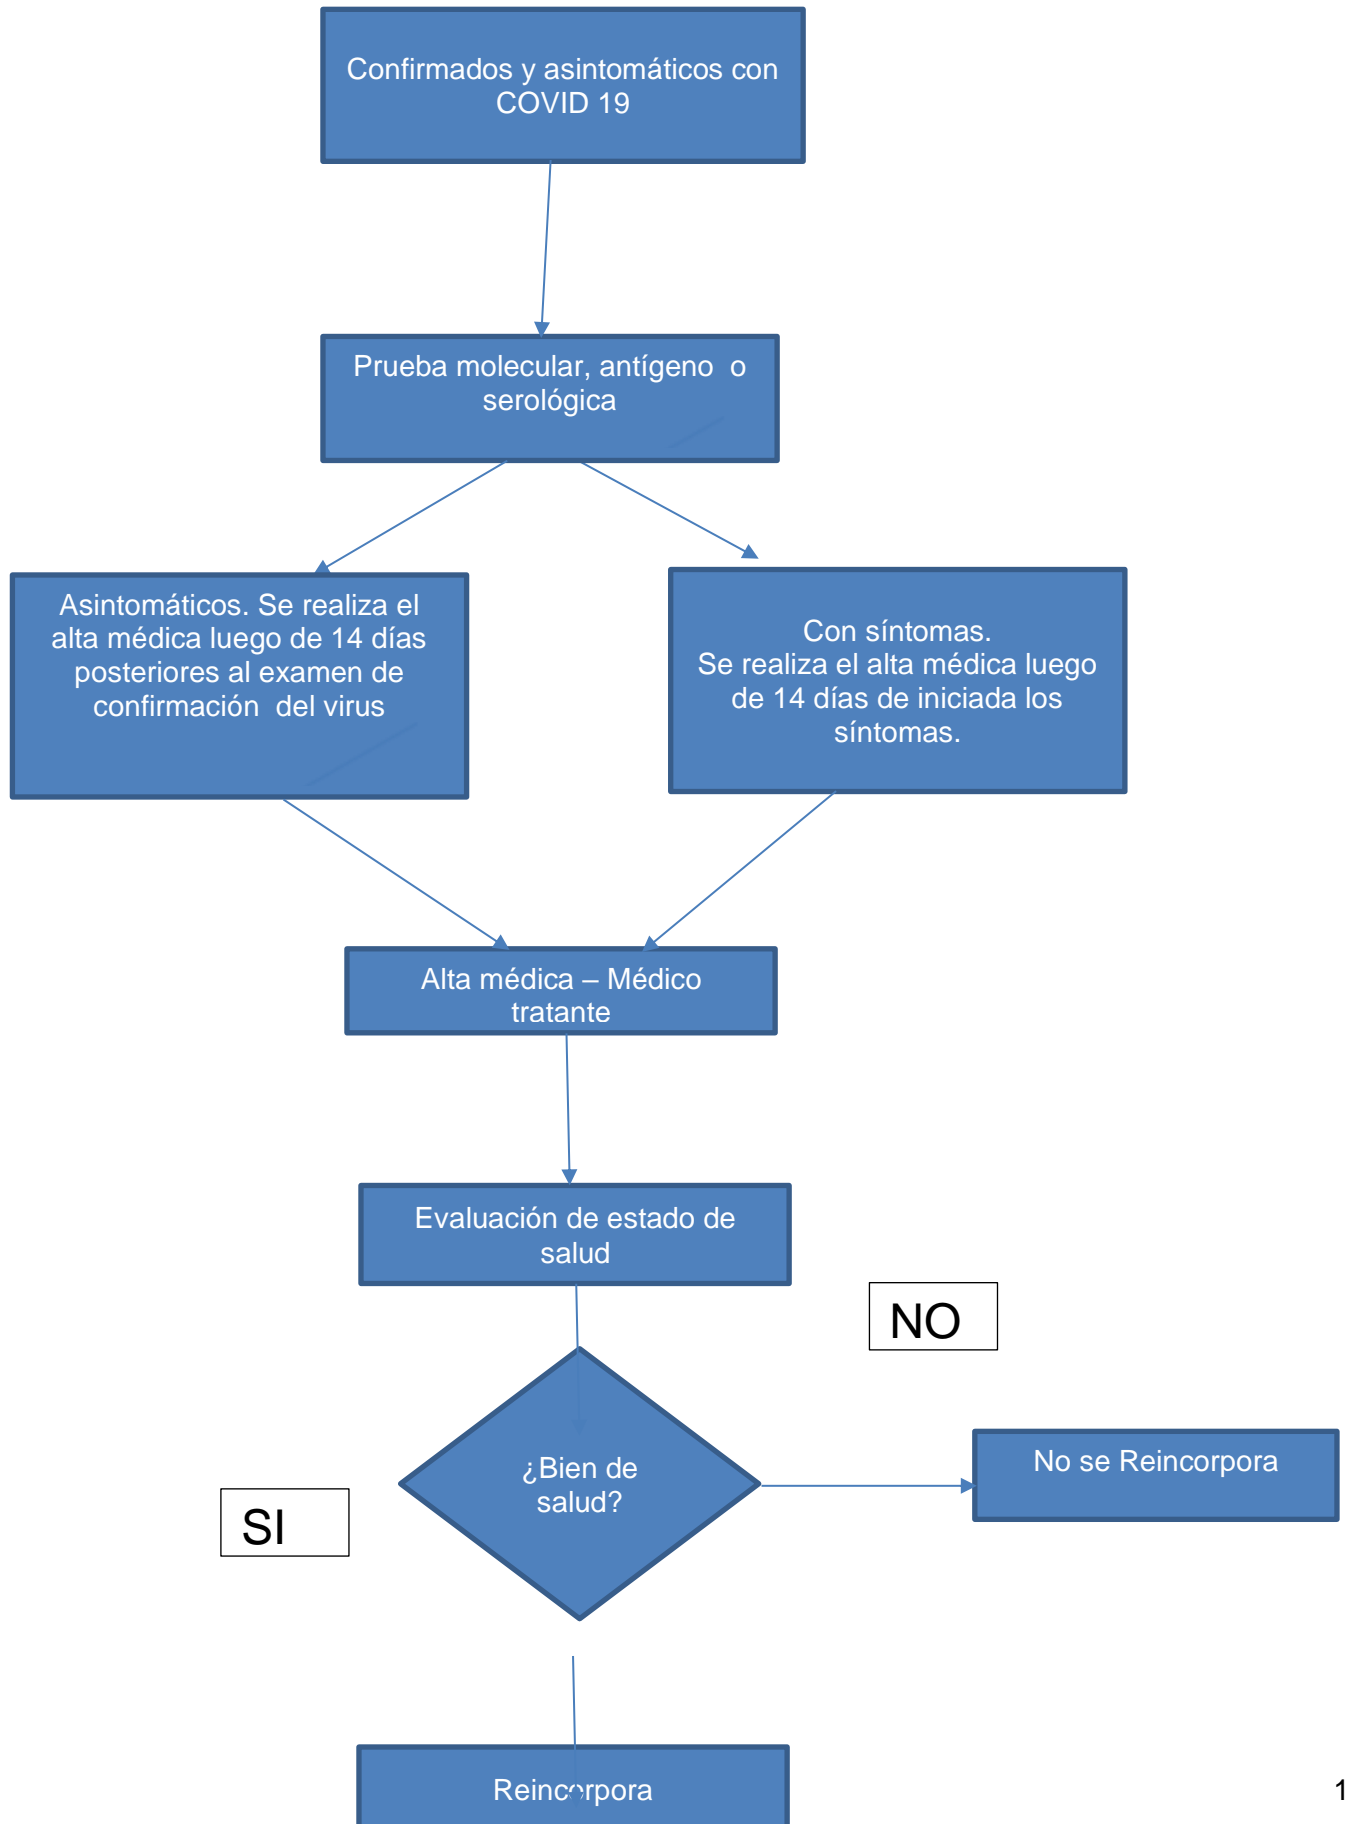 Confirmados y asintomáticos con
COVID 19
Prueba molecular, antígeno  o
serológica
Asintomáticos. Se realiza el
alta médica luego de 14 días
posteriores al examen de
confirmación  del virus
Con síntomas.
Se realiza el alta médica luego
de 14 días de iniciada los
síntomas.
Alta médica – Médico
tratante
Evaluación de estado de
salud
NO
¿Bien de
salud?
No se Reincorpora
SI
Reincorpora
1